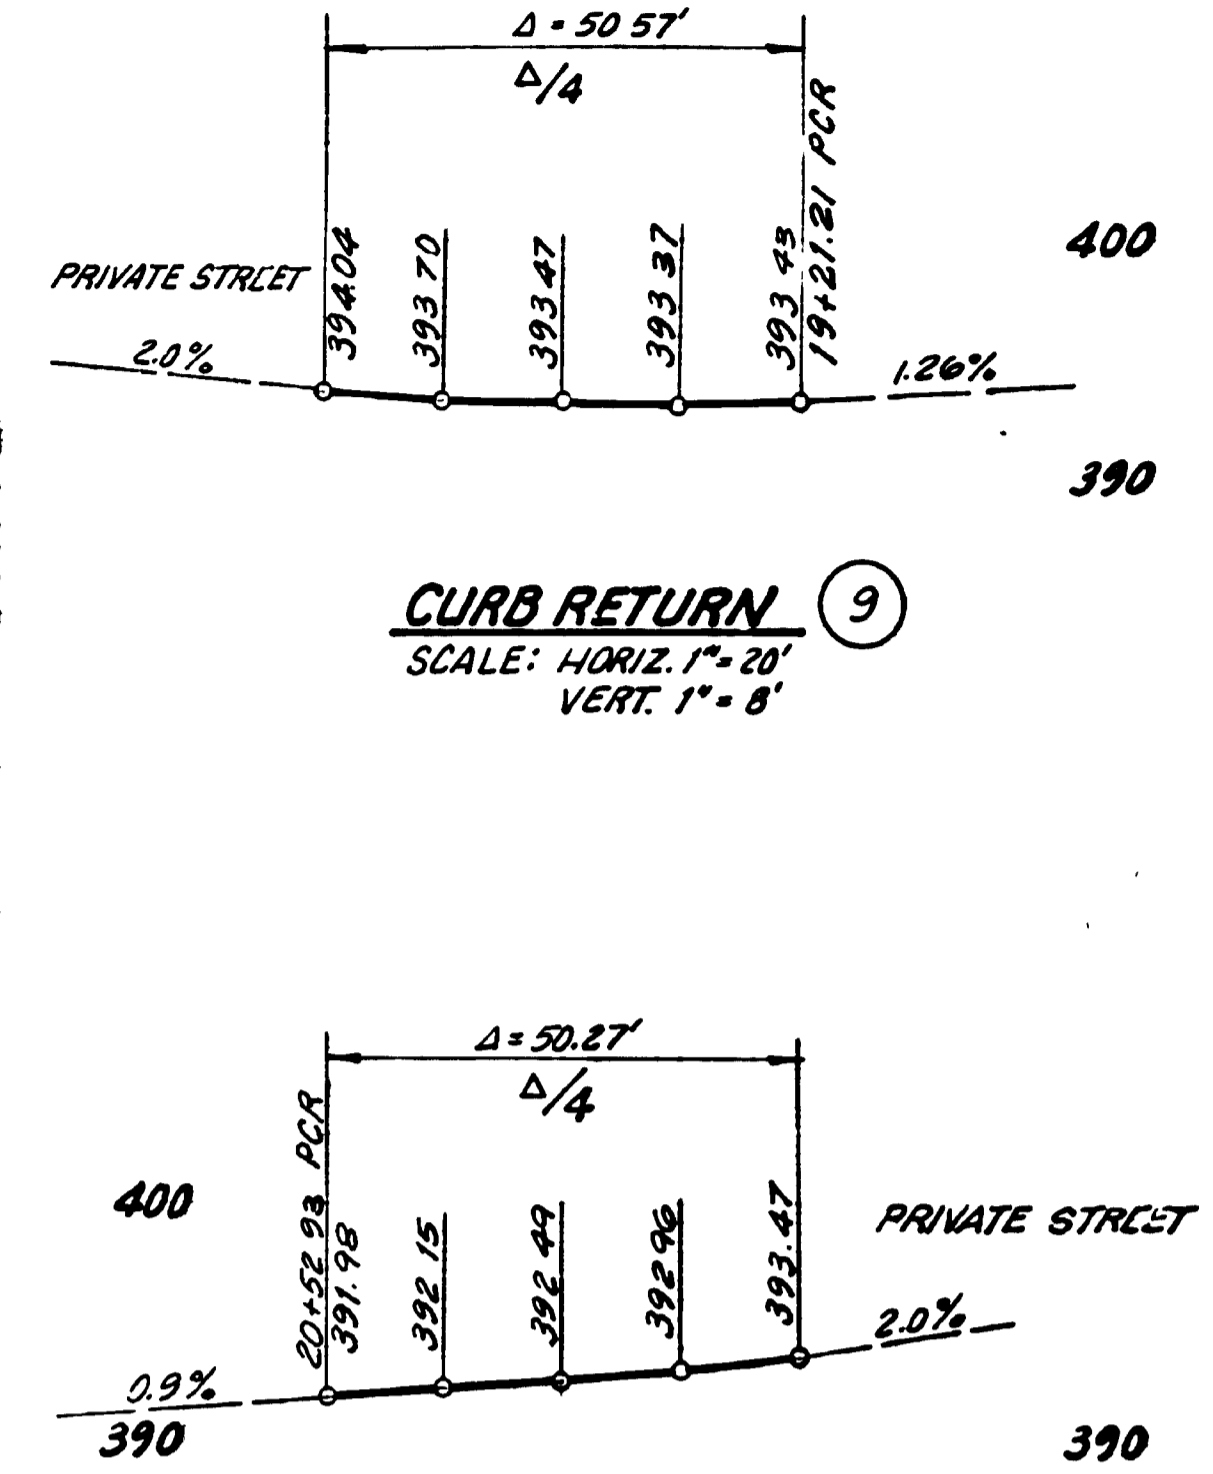 Δ = 50 57'
Δ/4
394.04
393 70
393 47
393 37
393 43
19+21.21 PCR
400
PRIVATE STREET
2.0%
1.26%
390
CURB RETURN 9
SCALE: HORIZ. 1" = 20'
VERT. 1" = 8'
Δ = 50.27'
Δ/4
20+52 93 PCR
391.98
392 15
392 49
392 96
393.47
400
PRIVATE STREET
2.0%
0.9%
390
390